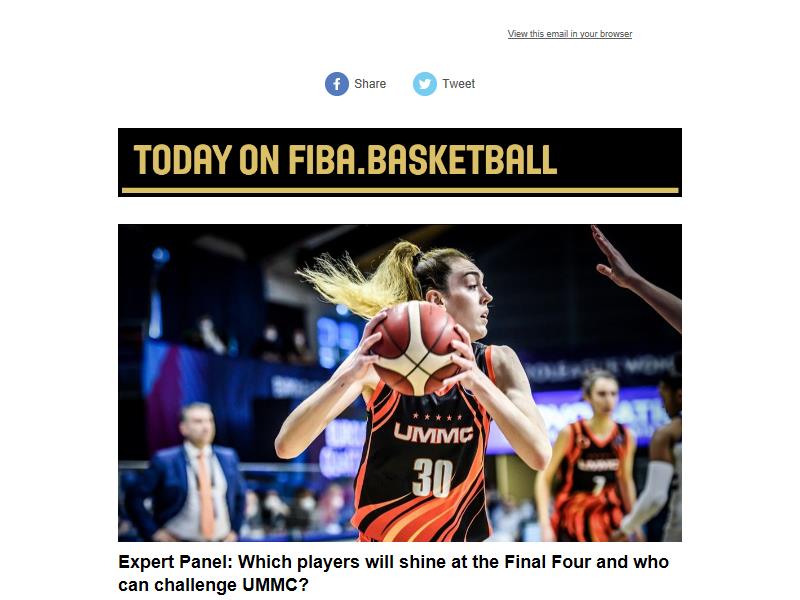 View this email in your browser
Share
Tweet
TODAY ON FIBA.BASKETBALL
UMMC
30
UMMC
Expert Panel: Which players will shine at the Final Four and who
can challenge UMMC?